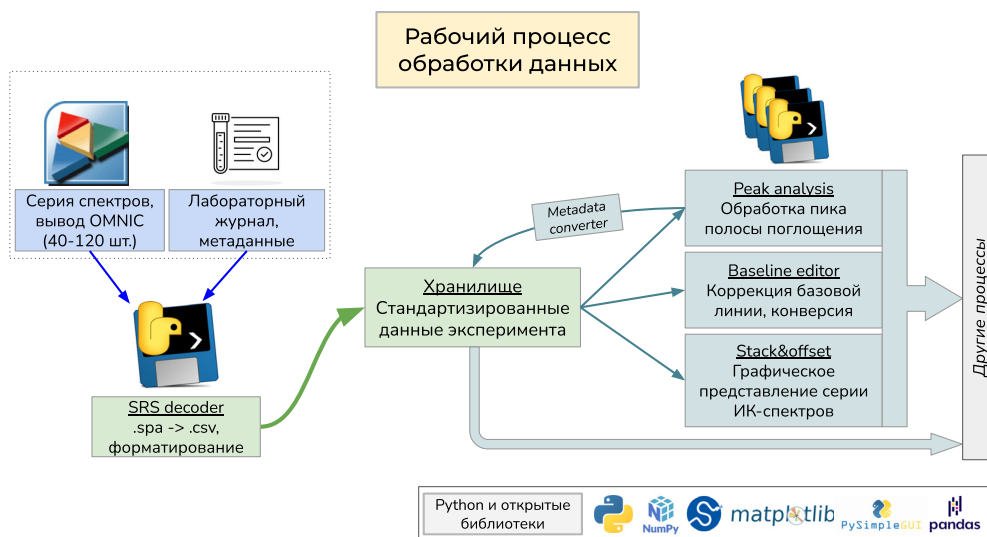 Рабочий процесс
обработки данных
Серия спектров,
вывод OMNIC
(40-120 шт.)
Лабораторный
журнал,
метаданные
SRS decoder
.spa -> .csv,
форматирование
Хранилище
Стандартизированные
данные эксперимента
Metadata
converter
Peak analysis
Обработка пика
полосы поглощения
Baseline editor
Коррекция базовой
линии, конверсия
Stack&offset
Графическое
представление серии
ИК-спектров
Другие процессы
Python и открытые
библиотеки
NumPy
matplotlib
PySimpleGUI
pandas